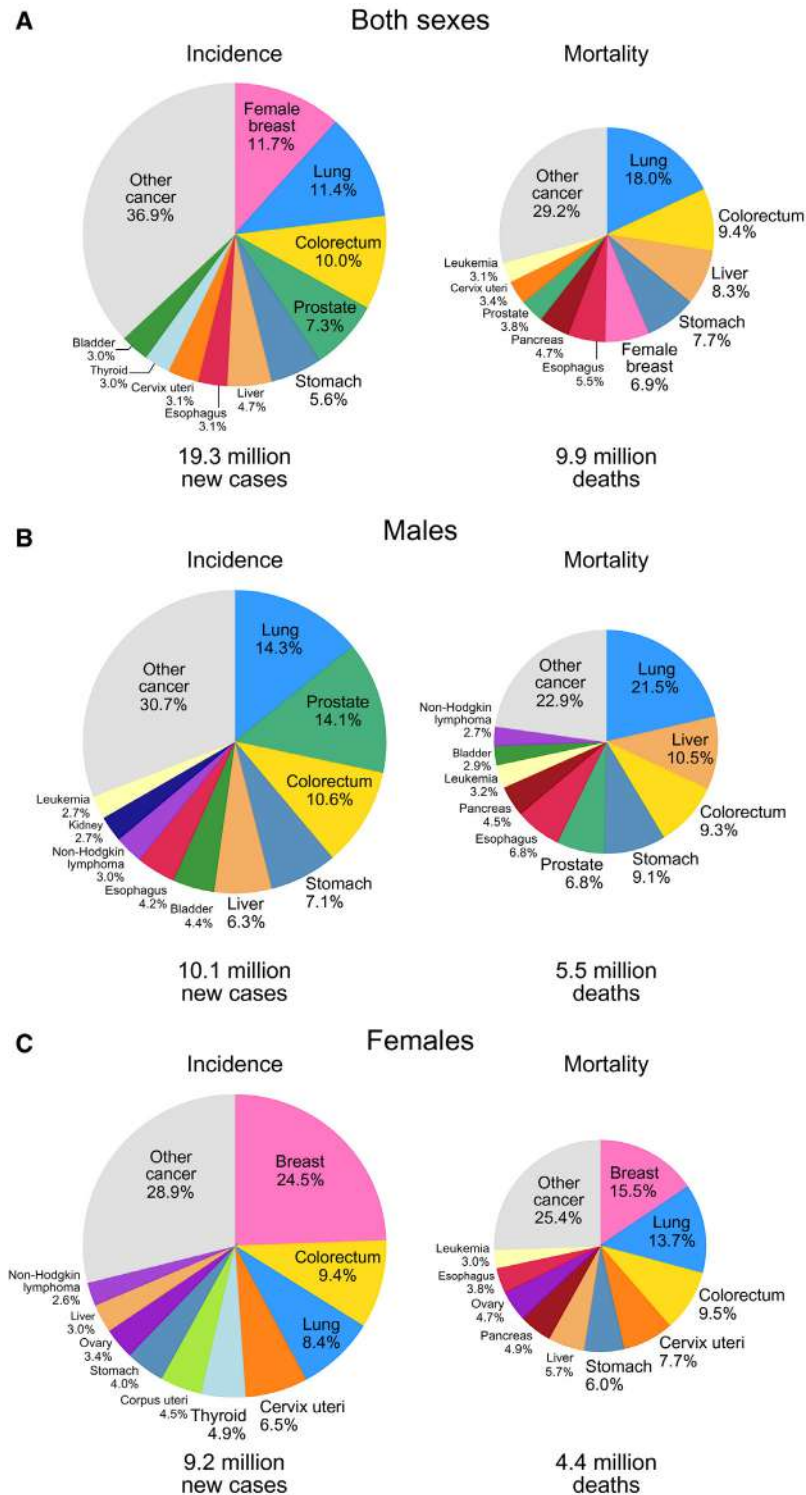 A
Both sexes
Incidence
Mortality
Female
breast
11.7%
Lung
11.4%
Colorectum
10.0%
Prostate
7.3%
Stomach
5.6%
Liver
4.7%
Esophagus
3.1%
Cervix uteri
3.1%
Thyroid
3.0%
Bladder
3.0%
Other
cancer
36.9%
19.3 million
new cases
Lung
18.0%
Colorectum
9.4%
Liver
8.3%
Stomach
7.7%
Female
breast
6.9%
Esophagus
5.5%
Pancreas
4.7%
Prostate
3.8%
Cervix uteri
3.4%
Leukemia
3.1%
Other
cancer
29.2%
9.9 million
deaths
B
Males
Incidence
Mortality
Lung
14.3%
Prostate
14.1%
Colorectum
10.6%
Stomach
7.1%
Liver
6.3%
Bladder
4.4%
Esophagus
4.2%
Non-Hodgkin
lymphoma
3.0%
Kidney
2.7%
Leukemia
2.7%
Other
cancer
30.7%
10.1 million
new cases
Lung
21.5%
Liver
10.5%
Colorectum
9.3%
Stomach
9.1%
Prostate
6.8%
Esophagus
6.8%
Pancreas
4.5%
Leukemia
3.2%
Bladder
2.9%
Non-Hodgkin
lymphoma
2.7%
Other
cancer
22.9%
5.5 million
deaths
C
Females
Incidence
Mortality
Breast
24.5%
Colorectum
9.4%
Lung
8.4%
Cervix uteri
6.5%
Thyroid
4.9%
Corpus uteri
4.5%
Stomach
4.0%
Ovary
3.4%
Liver
3.0%
Non-Hodgkin
lymphoma
2.6%
Other
cancer
28.9%
9.2 million
new cases
Breast
15.5%
Lung
13.7%
Colorectum
9.5%
Cervix uteri
7.7%
Stomach
6.0%
Liver
5.7%
Pancreas
4.9%
Ovary
4.7%
Esophagus
3.8%
Leukemia
3.0%
Other
cancer
25.4%
4.4 million
deaths